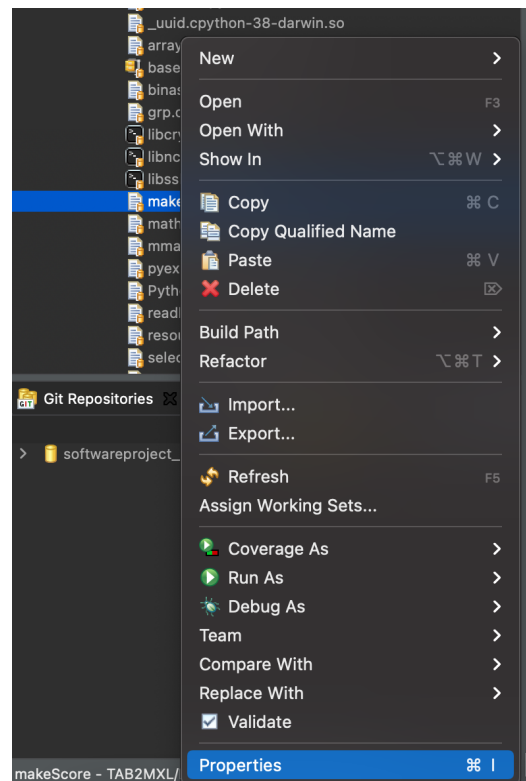 _uuid.cpython-38-darwin.so
array
base
binas
grp.c
libcry
libnc
libss
make
math
mma
pyex
Pyth
readl
resou
selec
New
Open F3
Open With
Show In ⌥⌘W
Copy ⌘ C
Copy Qualified Name
Paste ⌘ V
Delete ⌦
Build Path
Refactor ⌥⌘T
Import...
Export...
Refresh F5
Assign Working Sets...
Coverage As
Run As
Debug As
Team
Compare With
Replace With
Validate
Properties ⌘ I
GIT
Git Repositories
softwareproject_
makeScore - TAB2MXL/